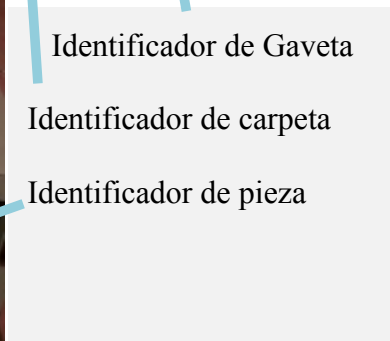 Identificador de Gaveta
Identificador de carpeta
Identificador de pieza